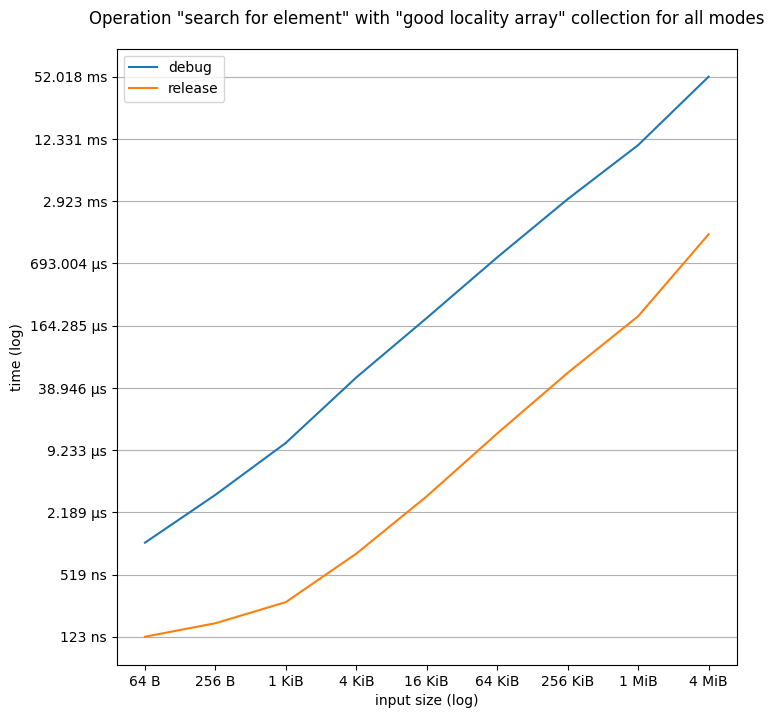 Operation "search for element" with "good locality array" collection for all modes
debug
release
time (log)
52.018 ms
12.331 ms
2.923 ms
693.004 µs
164.285 µs
38.946 µs
9.233 µs
2.189 µs
519 ns
123 ns
64 B
256 B
1 KiB
4 KiB
16 KiB
64 KiB
256 KiB
1 MiB
4 MiB
input size (log)